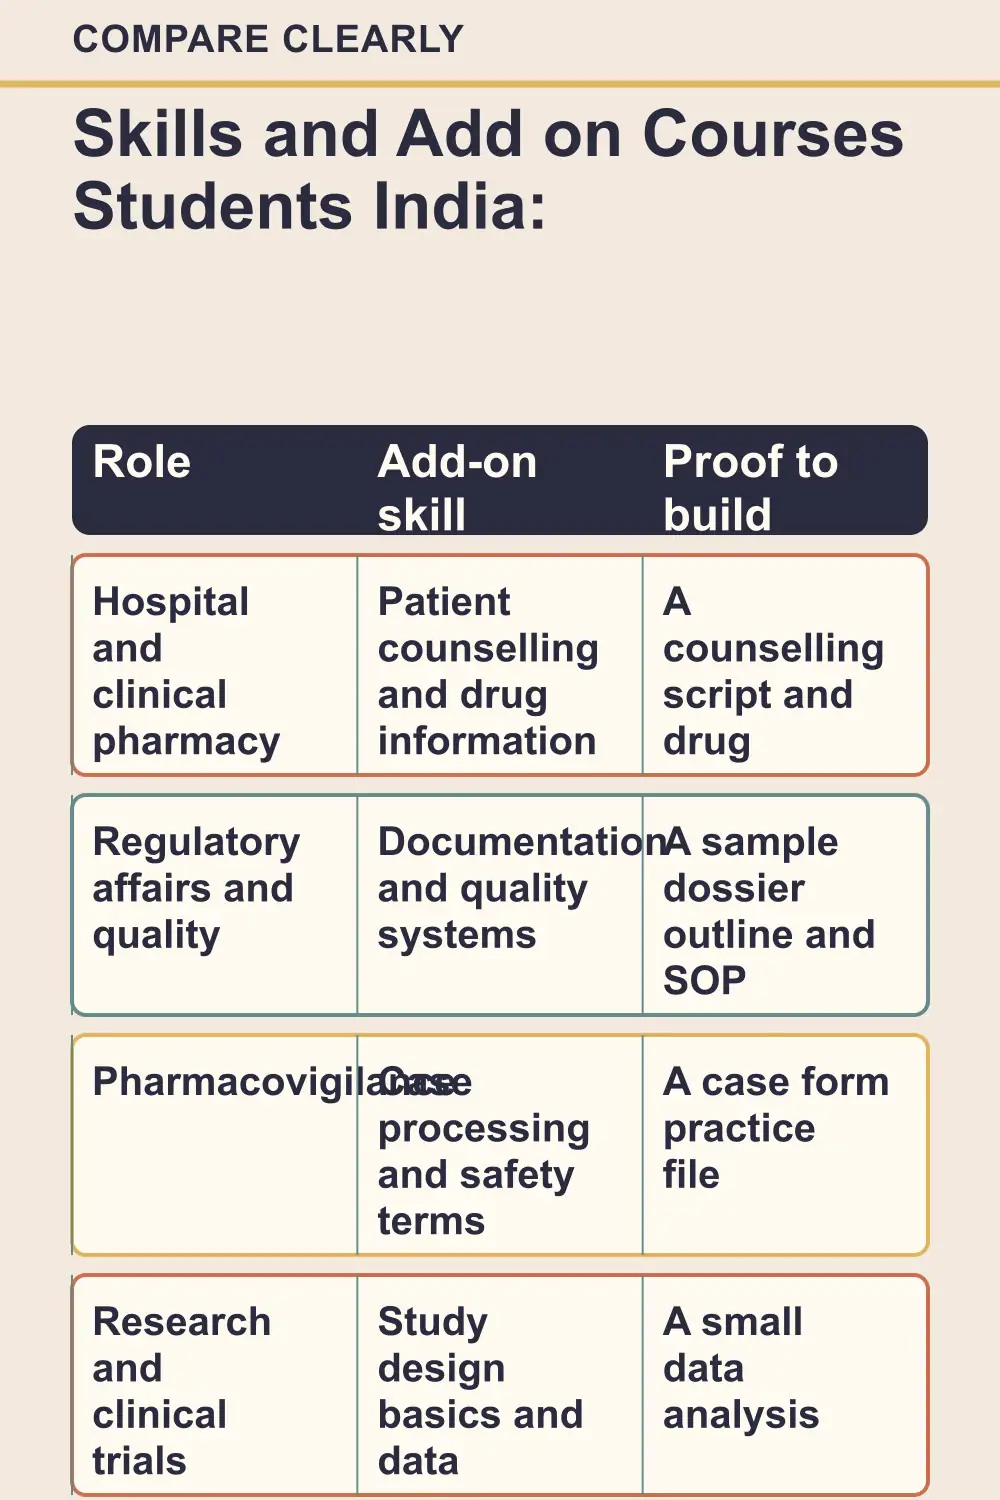 COMPARE CLEARLY
Skills and Add on Courses
Students India:
Role
Add-on
skill
Proof to
build
Hospital
and
clinical
pharmacy
Patient
counselling
and drug
information
A
counselling
script and
drug
Regulatory
affairs and
quality
Documentation
and quality
systems
A sample
dossier
outline and
SOP
Pharmacovigilance
Case
processing
and safety
terms
A case form
practice
file
Research
and
clinical
trials
Study
design
basics and
data
A small
data
analysis